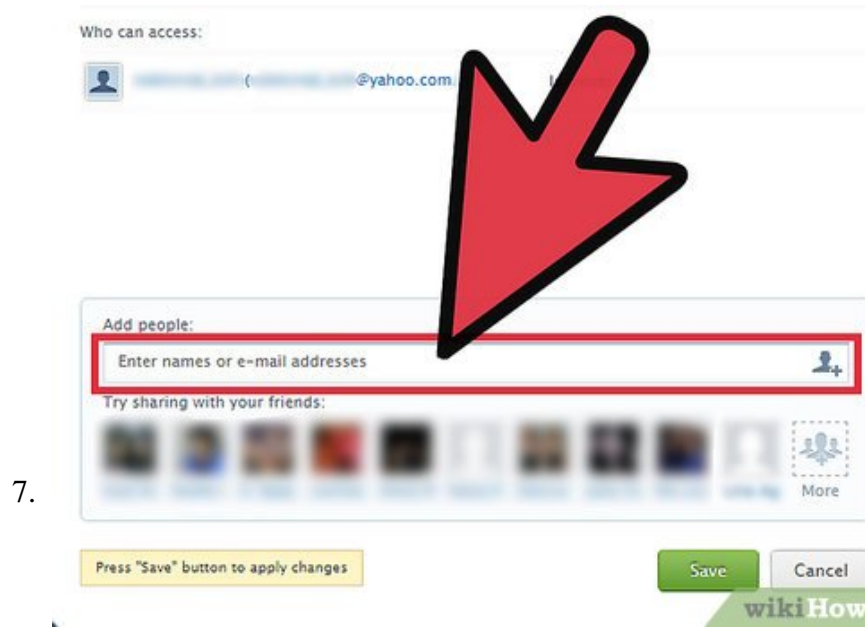 Who can access:
( @yahoo.com
Add people:
Enter names or e-mail addresses
Try sharing with your friends:
7.
More
Press "Save" button to apply changes
Save
Cancel
wikiHow